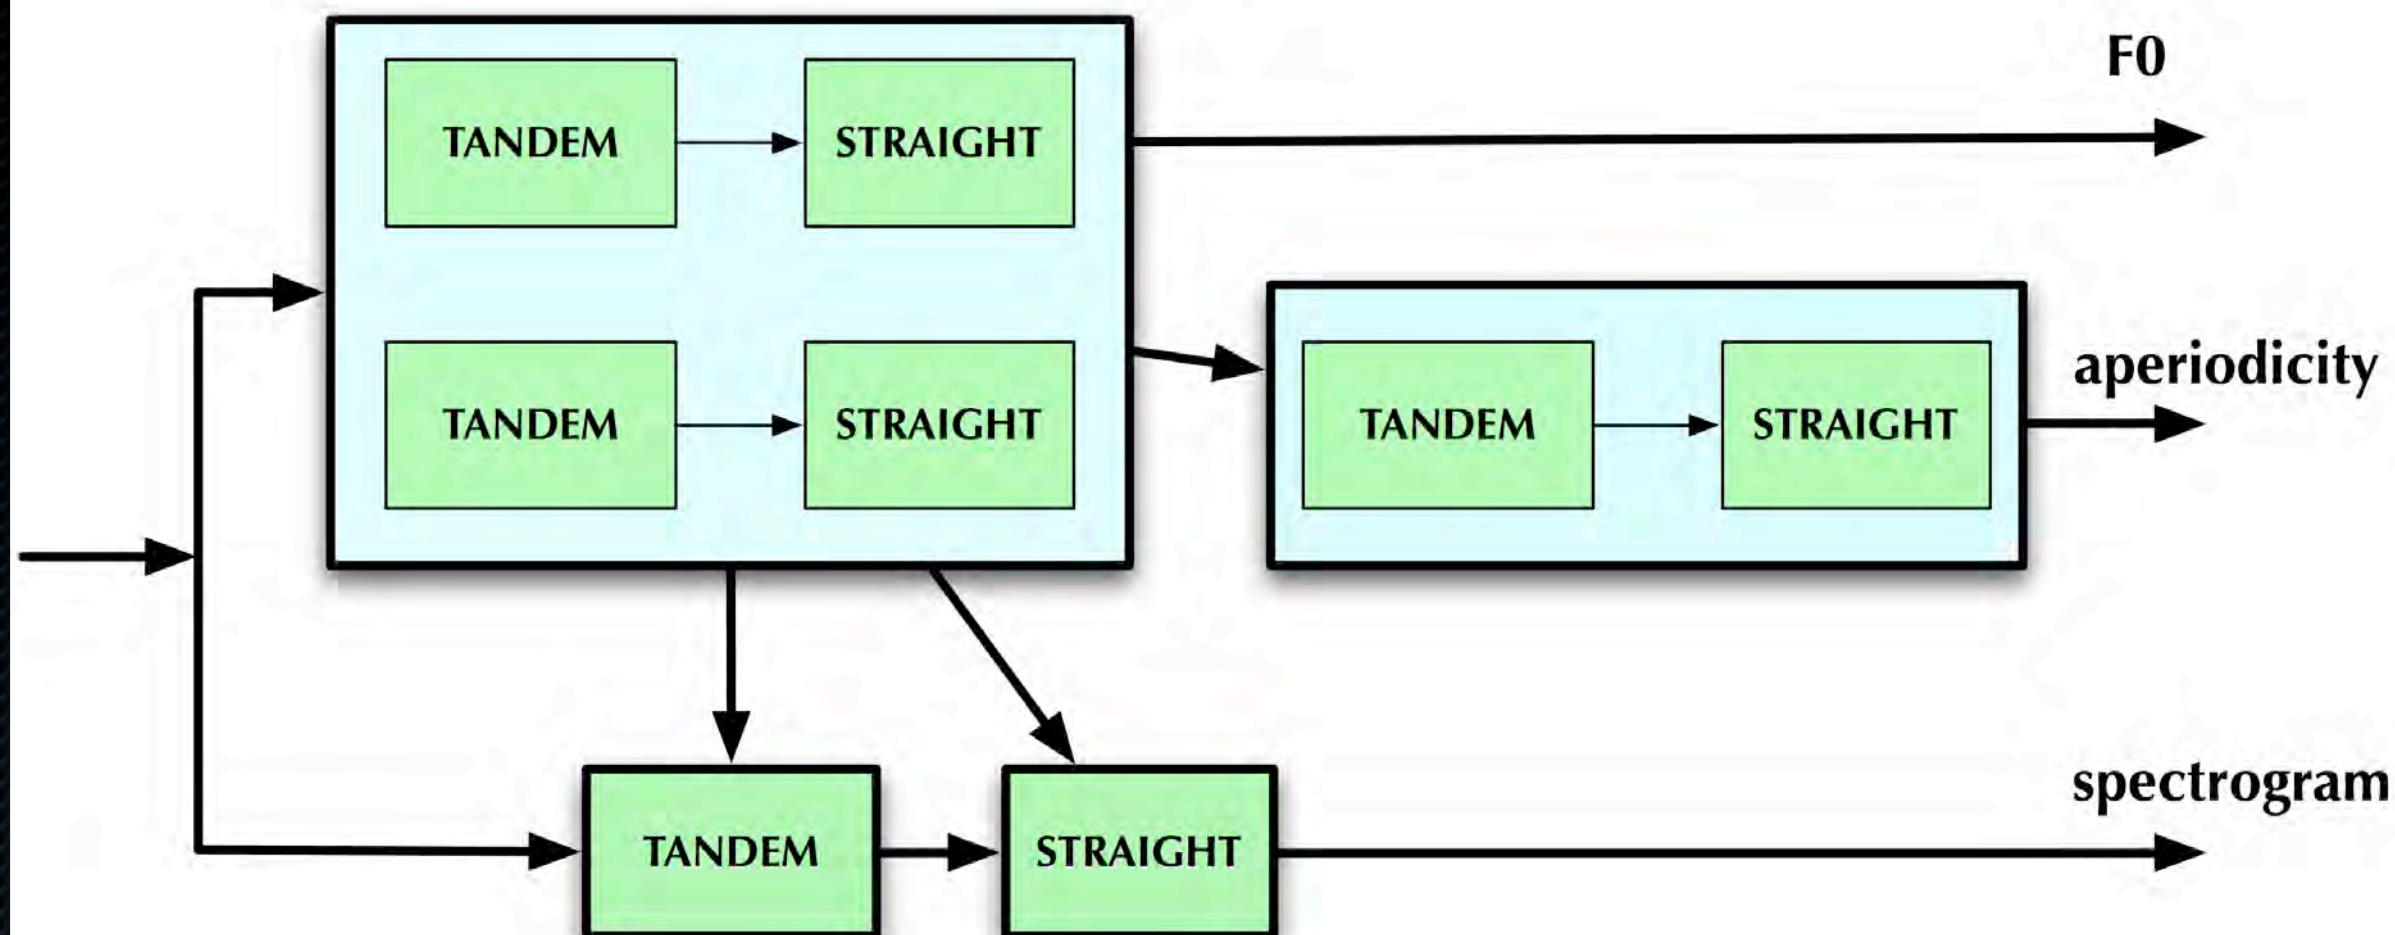 F0
TANDEM
STRAIGHT
aperiodicity
TANDEM
STRAIGHT
TANDEM
STRAIGHT
spectrogram
TANDEM
STRAIGHT